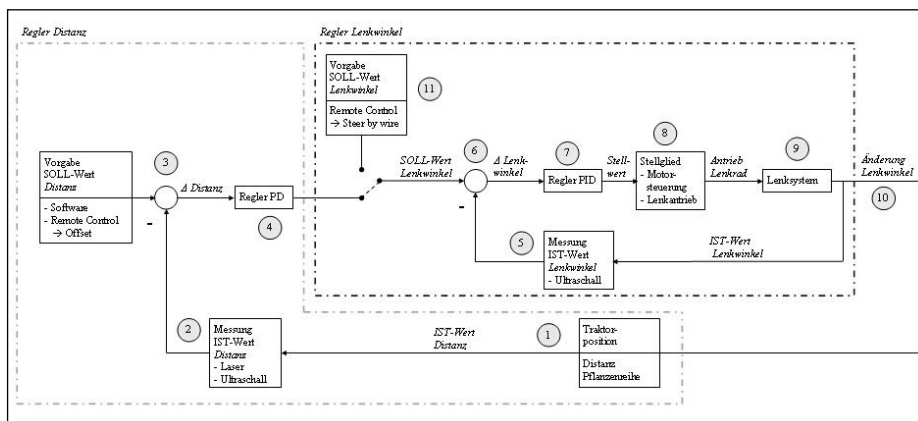 Regler Distanz
Regler Lenkwinkel
Vorgabe
SOLL-Wert
Lenkwinkel
Remote Control
→ Steer by wire
11
Vorgabe
SOLL-Wert
Distanz
- Software
- Remote Control
→ Offset
3
Δ Distanz
-
Regler PD
4
SOLL-Wert
Lenkwinkel
6
-
Δ Lenk-
winkel
7
Regler PID
Stell-
wert
8
Stellglied
- Motor-
steuerung
- Lenkantrieb
Antrieb
Lenkrad
9
Lenksystem
Änderung
Lenkwinkel
10
5
Messung
IST-Wert
Lenkwinkel
- Ultraschall
IST-Wert
Lenkwinkel
2
Messung
IST-Wert
Distanz
- Laser
- Ultraschall
IST-Wert
Distanz
1
Traktor-
position
Distanz
Pflanzenreihe